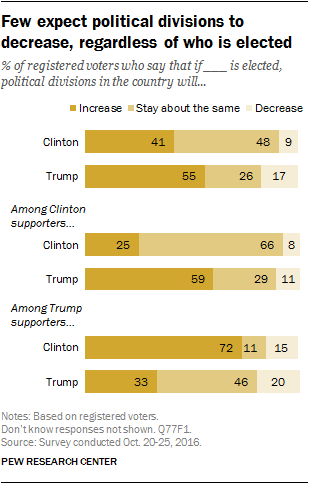 Few expect political divisions to
decrease, regardless of who is elected
% of registered voters who say that if ___ is elected,
political divisions in the country will...
Increase Stay about the same Decrease
Clinton 41 48 9
Trump 55 26 17
Among Clinton
supporters...
Clinton 25 66 8
Trump 59 29 11
Among Trump
supporters...
Clinton 72 11 15
Trump 33 46 20
Notes: Based on registered voters.
Don't know responses not shown. Q77F1.
Source: Survey conducted Oct. 20-25, 2016.
PEW RESEARCH CENTER